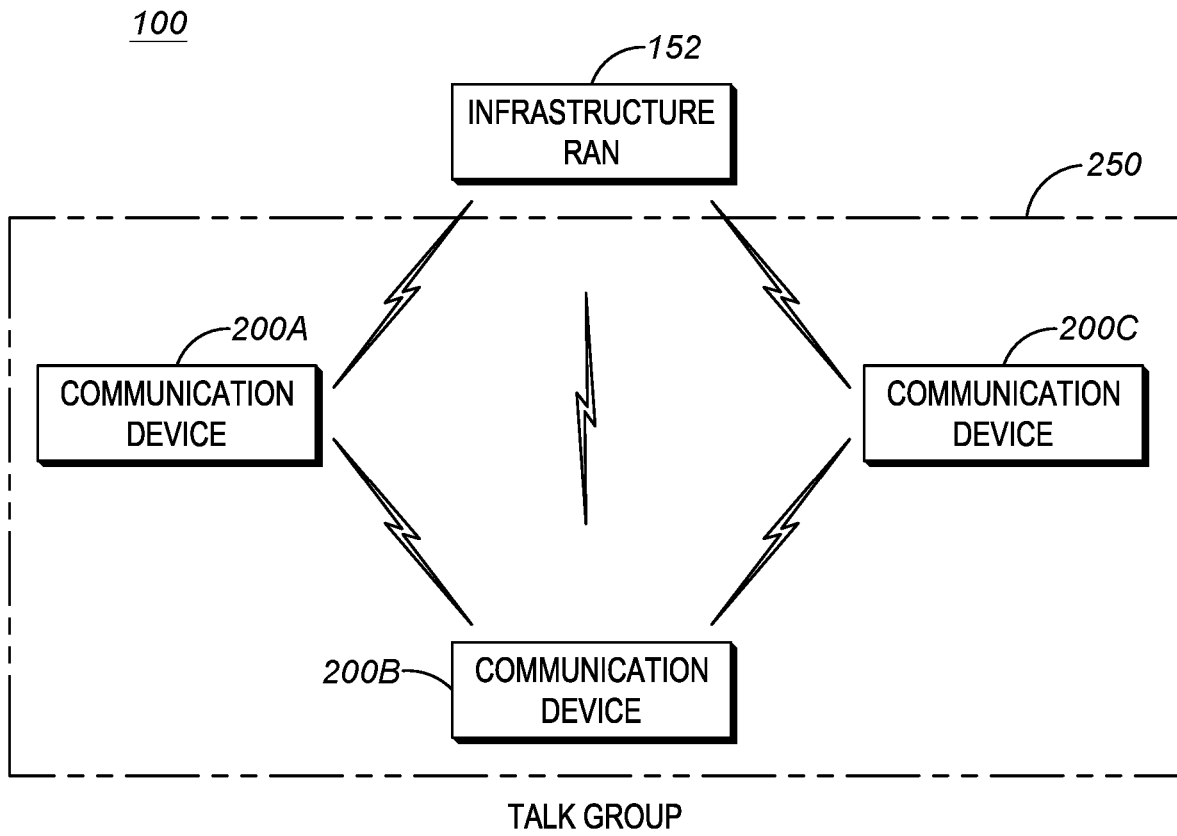 100
152
INFRASTRUCTURE
RAN
250
200A
COMMUNICATION
DEVICE
200C
COMMUNICATION
DEVICE
200B
COMMUNICATION
DEVICE
TALK GROUP